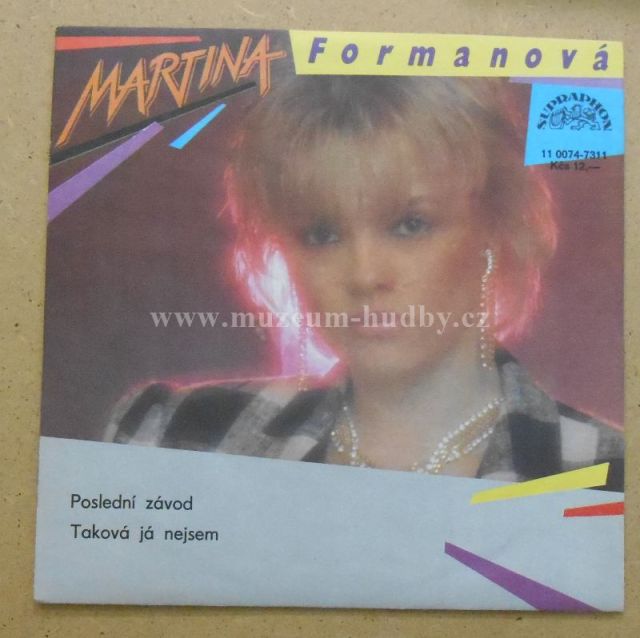 MARTINA Formanová
SUPRAPHON
11 0074-7311
Kčs 12,—
www.muzeum-hudby.cz
Poslední závod
Taková já nejsem